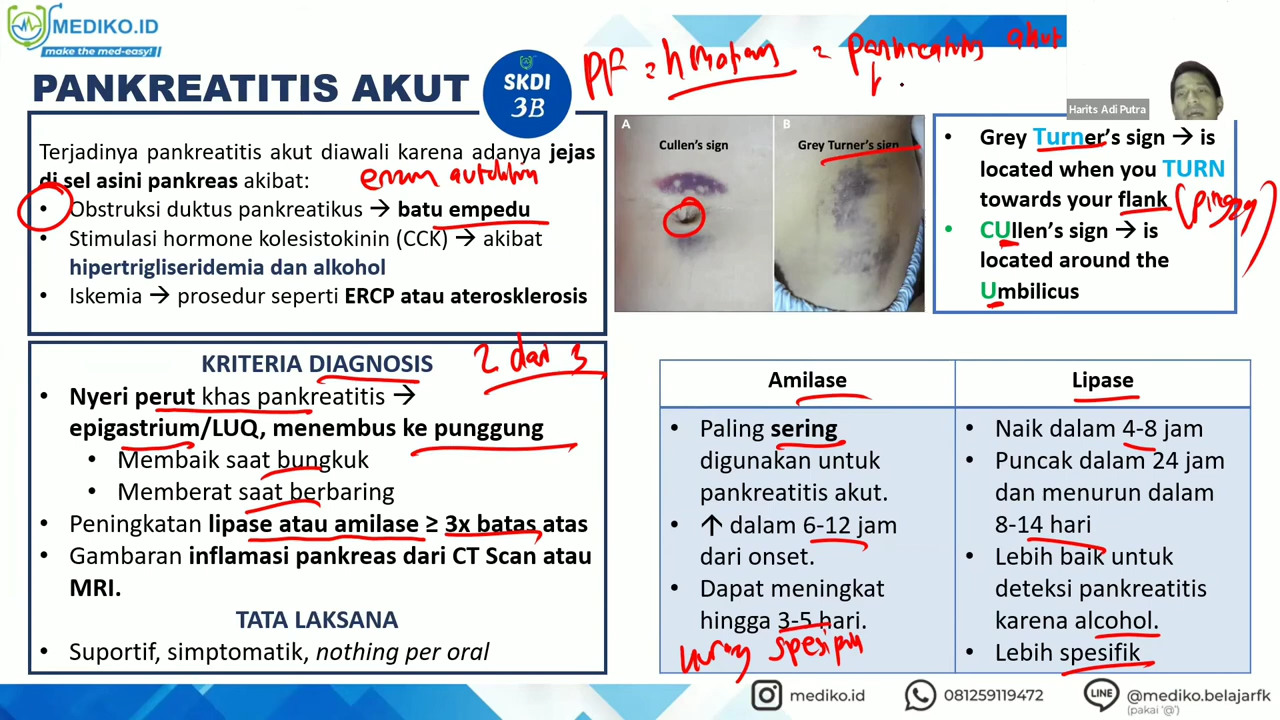 MEDIKO.ID
make the med-easy!
PANKREATITIS AKUT
SKDI
3B
PF = hematom = pankreatitis akut
Harits Adi Putra
Terjadinya pankreatitis akut diawali karena adanya jejas
di sel asini pankreas akibat:
enzim
• Obstruksi duktus pankreatikus → batu empedu
• Stimulasi hormone kolesistokinin (CCK) → akibat
hipertrigliseridemia dan alkohol
• Iskemia → prosedur seperti ERCP atau aterosklerosis
A
Cullen's sign
B
Grey Turner's sign
• Grey Turner's sign → is
located when you TURN
towards your flank (pinggang)
• CUllen's sign → is
located around the
Umbilicus
KRITERIA DIAGNOSIS
2 dari 3
• Nyeri perut khas pankreatitis →
epigastrium/LUQ, menembus ke punggung
• Membaik saat bungkuk
• Memberat saat berbaring
• Peningkatan lipase atau amilase ≥ 3x batas atas
• Gambaran inflamasi pankreas dari CT Scan atau
MRI.
TATA LAKSANA
• Suportif, simptomatik, nothing per oral
Amilase
• Paling sering
digunakan untuk
pankreatitis akut.
• ↑ dalam 6-12 jam
dari onset.
• Dapat meningkat
hingga 3-5 hari.
kurang spesifik
Lipase
• Naik dalam 4-8 jam
• Puncak dalam 24 jam
dan menurun dalam
8-14 hari
• Lebih baik untuk
deteksi pankreatitis
karena alcohol.
• Lebih spesifik
mediko.id
081259119472
LINE
@mediko.belajarfk
(pakai '@')